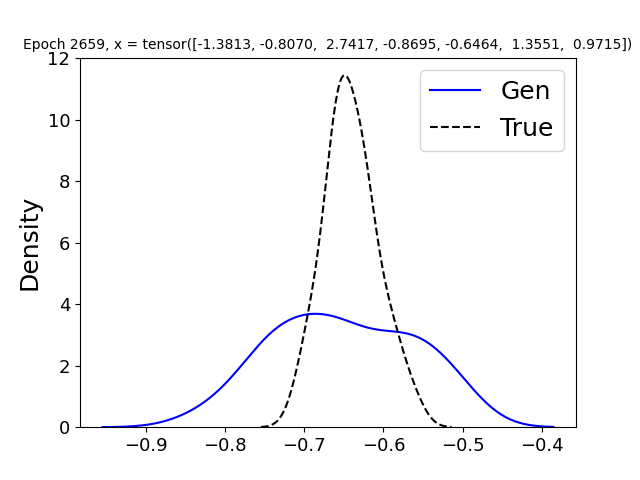 Epoch 2659, x = tensor([-1.3813, -0.8070,  2.7417, -0.8695, -0.6464,  1.3551,  0.9715])
12
10
8
6
4
2
0
Density
Gen
True
−0.9 −0.8 −0.7 −0.6 −0.5 −0.4